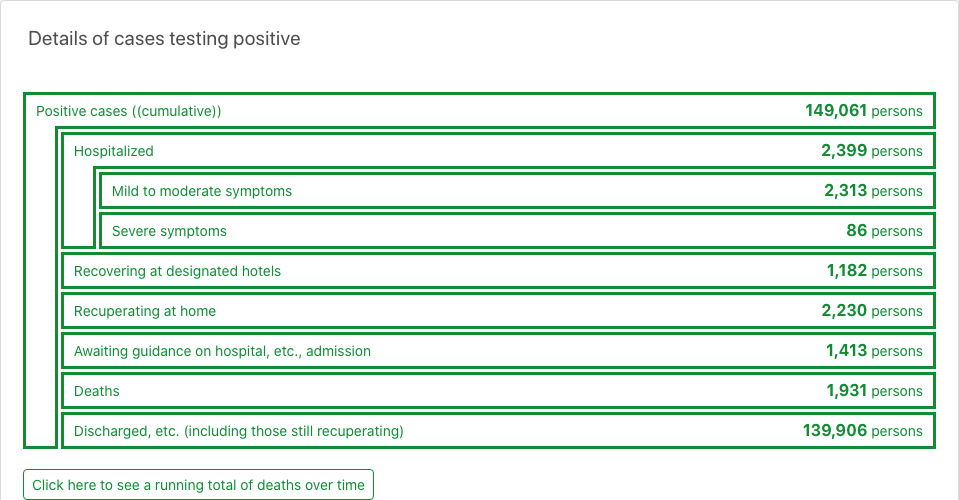 Details of cases testing positive
Positive cases ((cumulative)) 149,061 persons
Hospitalized 2,399 persons
Mild to moderate symptoms 2,313 persons
Severe symptoms 86 persons
Recovering at designated hotels 1,182 persons
Recuperating at home 2,230 persons
Awaiting guidance on hospital, etc., admission 1,413 persons
Deaths 1,931 persons
Discharged, etc. (including those still recuperating) 139,906 persons
Click here to see a running total of deaths over time